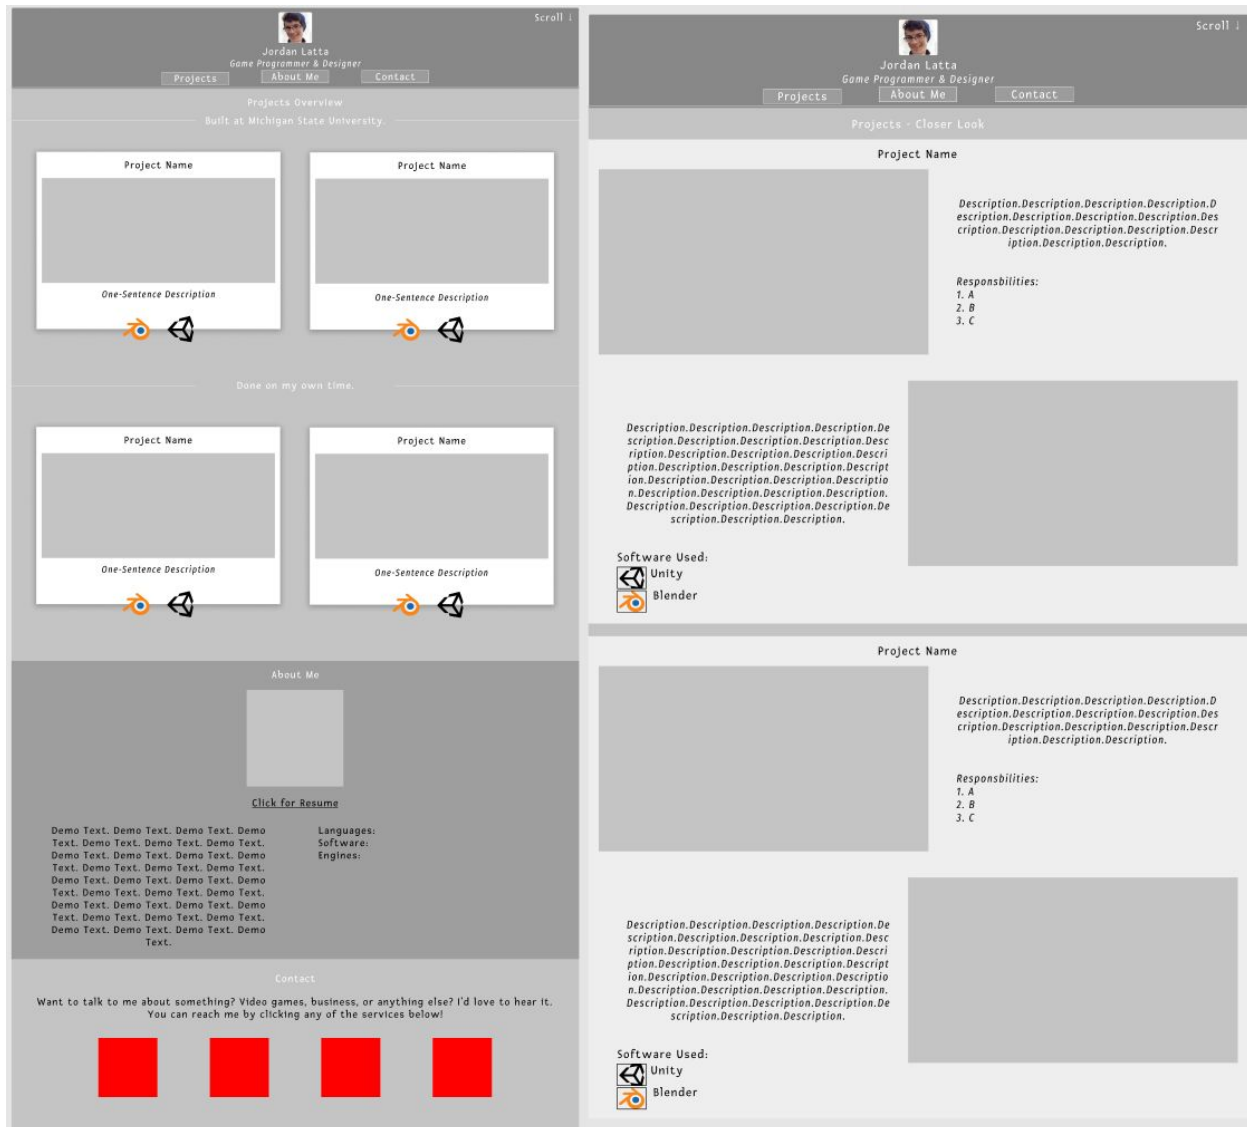 Scroll ↓
Jordan Latta
Game Programmer & Designer
Projects
About Me
Contact
Projects Overview
Built at Michigan State University.
Project Name
One-Sentence Description
Project Name
One-Sentence Description
Done on my own time.
Project Name
One-Sentence Description
Project Name
One-Sentence Description
About Me
Click for Resume
Demo Text. Demo Text. Demo Text. Demo
Text. Demo Text. Demo Text. Demo Text.
Demo Text. Demo Text. Demo Text. Demo
Text. Demo Text. Demo Text. Demo Text.
Demo Text. Demo Text. Demo Text. Demo
Text. Demo Text. Demo Text. Demo Text.
Demo Text. Demo Text. Demo Text. Demo
Text. Demo Text. Demo Text. Demo Text.
Demo Text. Demo Text. Demo Text. Demo
Text.
Languages:
Software:
Engines:
Contact
Want to talk to me about something? Video games, business, or anything else? I'd love to hear it.
You can reach me by clicking any of the services below!
Scroll ↓
Jordan Latta
Game Programmer & Designer
Projects
About Me
Contact
Projects - Closer Look
Project Name
Description.Description.Description.Description.D
escription.Description.Description.Description.Des
cription.Description.Description.Description.Descr
iption.Description.Description.
Responsbilities:
1. A
2. B
3. C
Description.Description.Description.Description.De
scription.Description.Description.Description.Desc
ription.Description.Description.Description.Descri
ption.Description.Description.Description.Descript
ion.Description.Description.Description.Descriptio
n.Description.Description.Description.Description.
Description.Description.Description.Description.De
scription.Description.Description.
Software Used:
Unity
Blender
Project Name
Description.Description.Description.Description.D
escription.Description.Description.Description.Des
cription.Description.Description.Description.Descr
iption.Description.Description.
Responsbilities:
1. A
2. B
3. C
Description.Description.Description.Description.De
scription.Description.Description.Description.Desc
ription.Description.Description.Description.Descri
ption.Description.Description.Description.Descript
ion.Description.Description.Description.Descriptio
n.Description.Description.Description.Description.
Description.Description.Description.Description.De
scription.Description.Description.
Software Used:
Unity
Blender